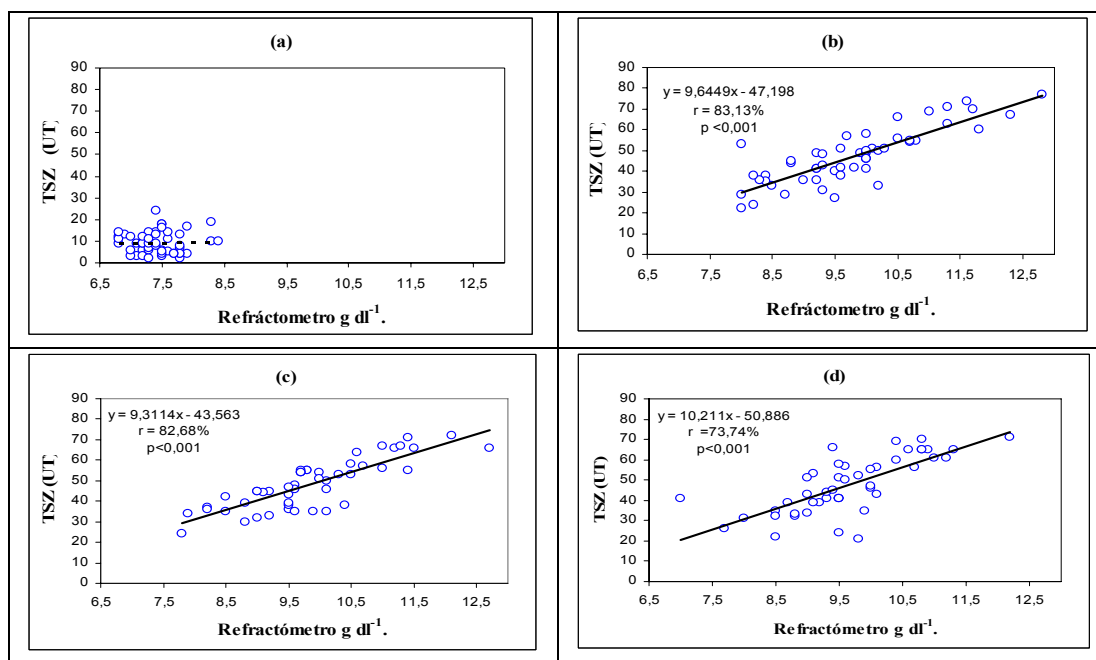 (a)
TSZ (UT)
90
80
70
60
50
40
30
20
10
0
6,5 7,5 8,5 9,5 10,5 11,5 12,5
Refráctometro g dl⁻¹.
(b)
TSZ (UT)
90
80
70
60
50
40
30
20
10
0
y = 9,6449x - 47,198
r = 83,13%
p <0,001
6,5 7,5 8,5 9,5 10,5 11,5 12,5
Refráctometro g dl⁻¹.
(c)
TSZ (UT)
90
80
70
60
50
40
30
20
10
0
y = 9,3114x - 43,563
r = 82,68%
p<0,001
6,5 7,5 8,5 9,5 10,5 11,5 12,5
Refractómetro g dl⁻¹.
(d)
TSZ (UT)
90
80
70
60
50
40
30
20
10
0
y = 10,211x - 50,886
r =73,74%
p<0,001
6,5 7,5 8,5 9,5 10,5 11,5 12,5
Refractómetro g dl⁻¹.